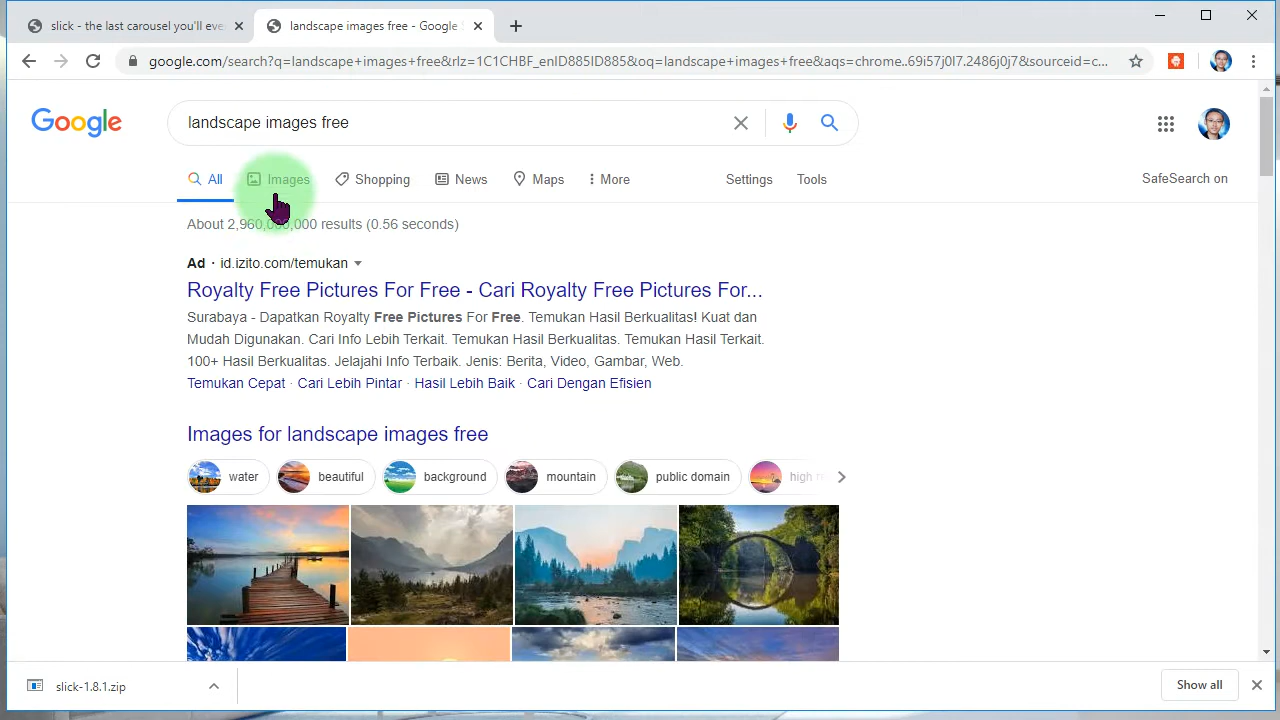 slick - the last carousel you'll eve
landscape images free - Google
google.com/search?q=landscape+images+free&rlz=1C1CHBF_enID885ID885&oq=landscape+images+free&aqs=chrome..69i57j0l7.2486j0j7&sourceid=c...
Google
landscape images free
All
Images
Shopping
News
Maps
More
Settings
Tools
SafeSearch on
About 2,960,000,000 results (0.56 seconds)
Ad · id.izito.com/temukan
Royalty Free Pictures For Free - Cari Royalty Free Pictures For...
Surabaya - Dapatkan Royalty Free Pictures For Free. Temukan Hasil Berkualitas! Kuat dan
Mudah Digunakan. Cari Info Lebih Terkait. Temukan Hasil Berkualitas. Temukan Hasil Terkait.
100+ Hasil Berkualitas. Jelajahi Info Terbaik. Jenis: Berita, Video, Gambar, Web.
Temukan Cepat · Cari Lebih Pintar · Hasil Lebih Baik · Cari Dengan Efisien
Images for landscape images free
water
beautiful
background
mountain
public domain
high
slick-1.8.1.zip
Show all